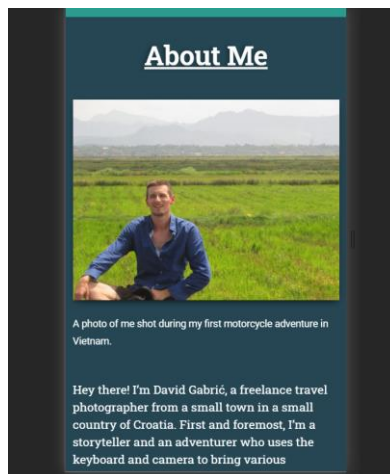 About Me
A photo of me shot during my first motorcycle adventure in
Vietnam.
Hey there! I'm David Gabrić, a freelance travel
photographer from a small town in a small
country of Croatia. First and foremost, I'm a
storyteller and an adventurer who uses the
keyboard and camera to bring various